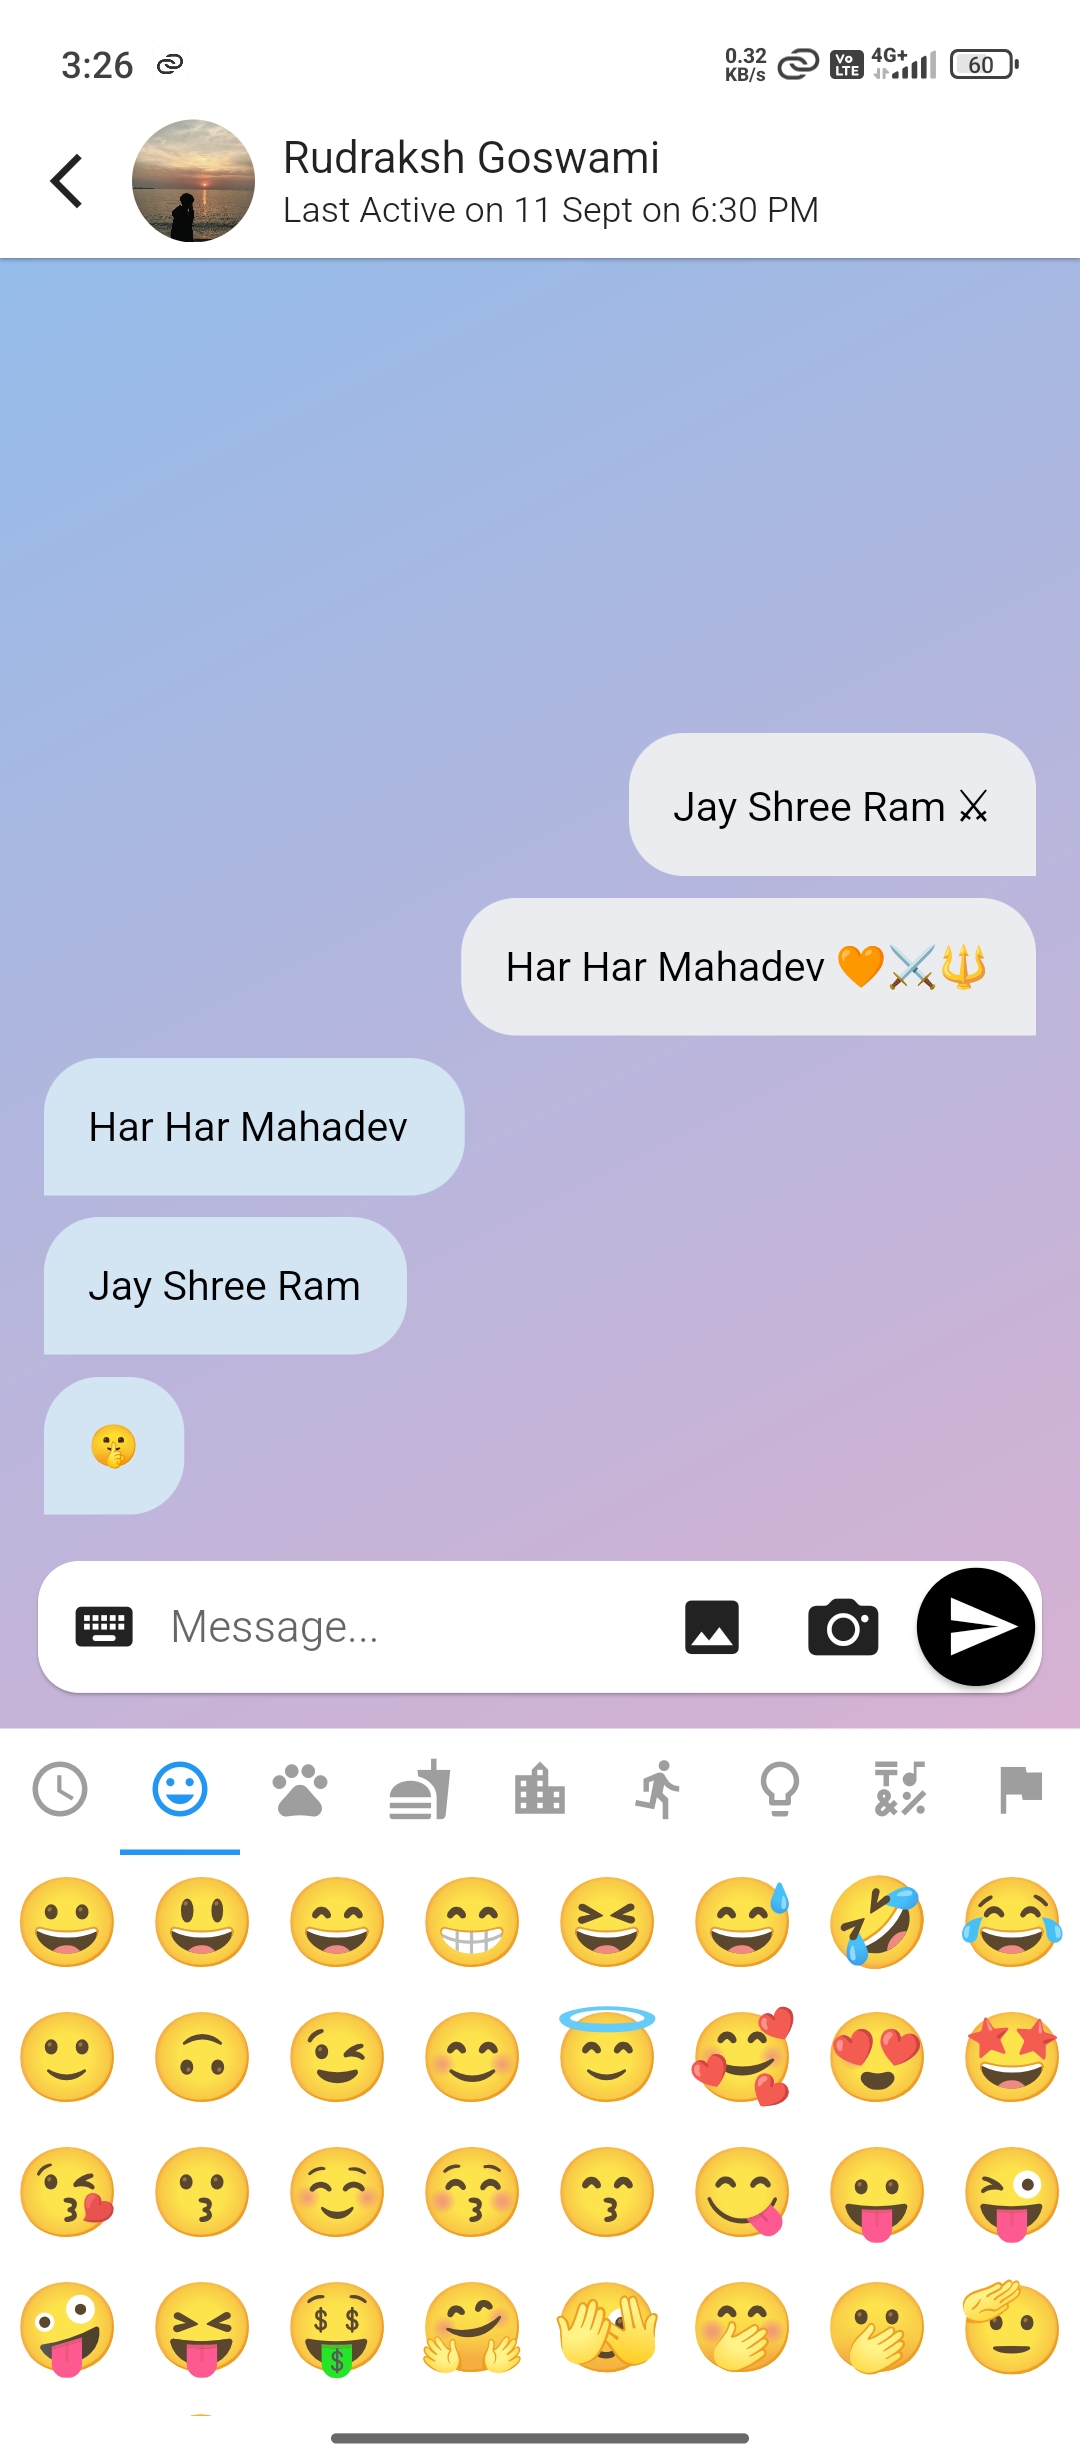 3:26 0.32 KB/s Vo LTE 4G+ 60
Rudraksh Goswami
Last Active on 11 Sept on 6:30 PM
Jay Shree Ram ⚔
Har Har Mahadev 🧡⚔️🔱
Har Har Mahadev
Jay Shree Ram
🤫
Message...